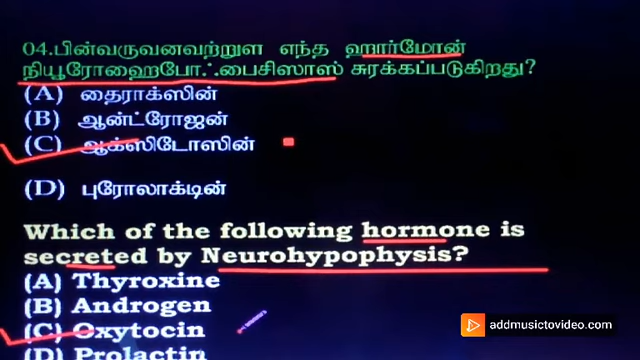 04.பின்வருவனவற்றுள எந்த ஹார்மோன்
நியூரோஹைபோஃபைசிஸாஸ் சுரக்கப்படுகிறது?
(A) தைராக்ஸின்
(B) ஆன்ட்ரோஜன்
(C) ஆக்ஸிடோஸின்
(D) புரோலாக்டின்
Which of the following hormone is
secreted by Neurohypophysis?
(A) Thyroxine
(B) Androgen
(C) Oxytocin
(D) Prolactin
addmusictovideo.com